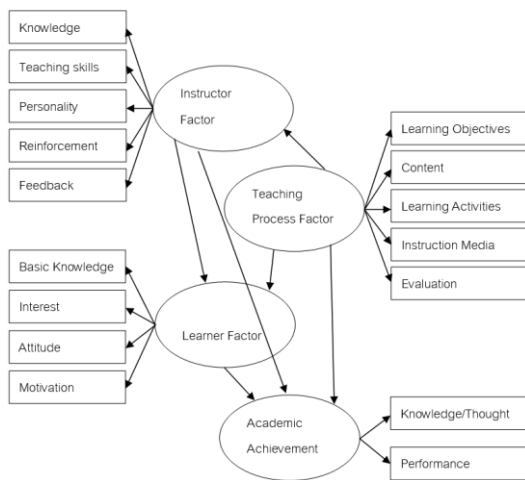 Knowledge
Teaching skills
Personality
Reinforcement
Feedback
Instructor
Factor
Teaching
Process Factor
Learning Objectives
Content
Learning Activities
Instruction Media
Evaluation
Basic Knowledge
Interest
Attitude
Motivation
Learner Factor
Academic
Achievement
Knowledge/Thought
Performance